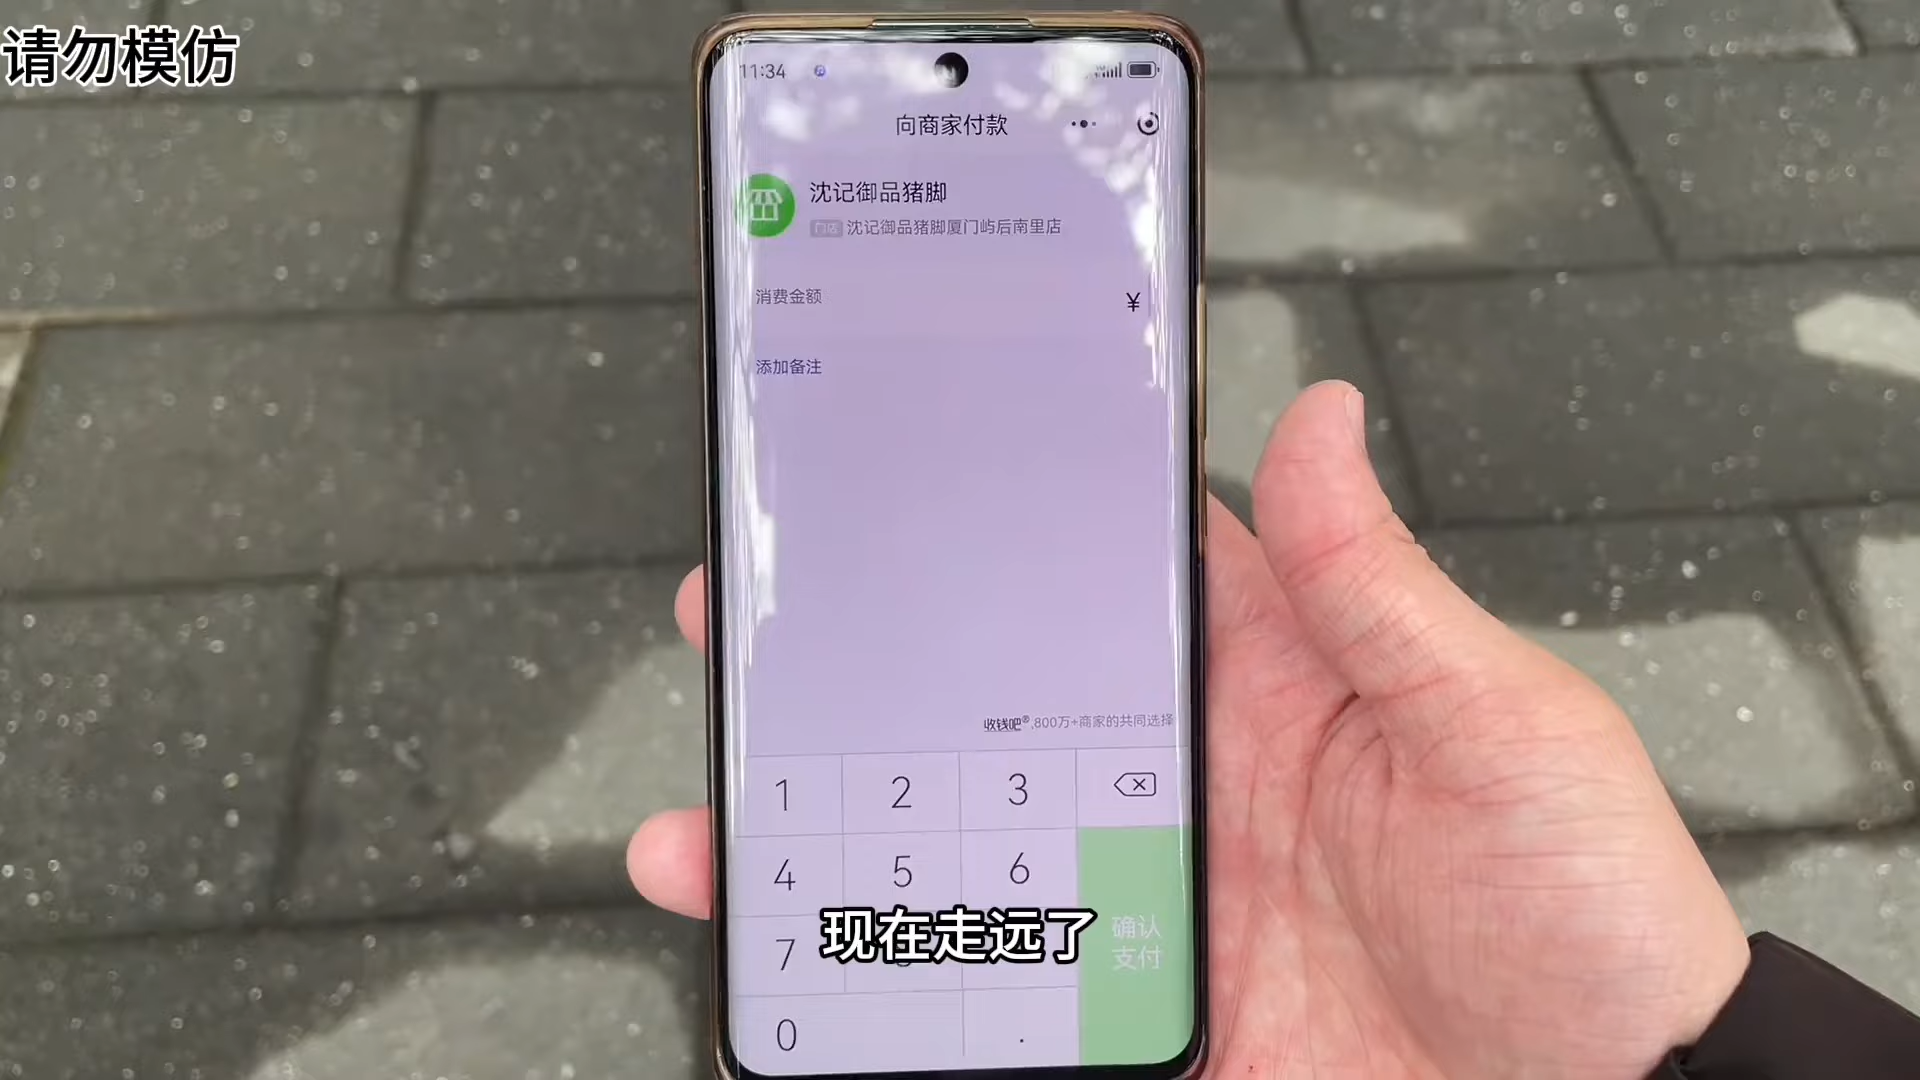 请勿模仿
11:34
向商家付款
沈记御品猪脚
门店 沈记御品猪脚厦门屿后南里店
消费金额 ¥
添加备注
收钱吧® ,800万+商家的共同选择
1 2 3
4 5 6
7
确认
支付
现在走远了
0 .